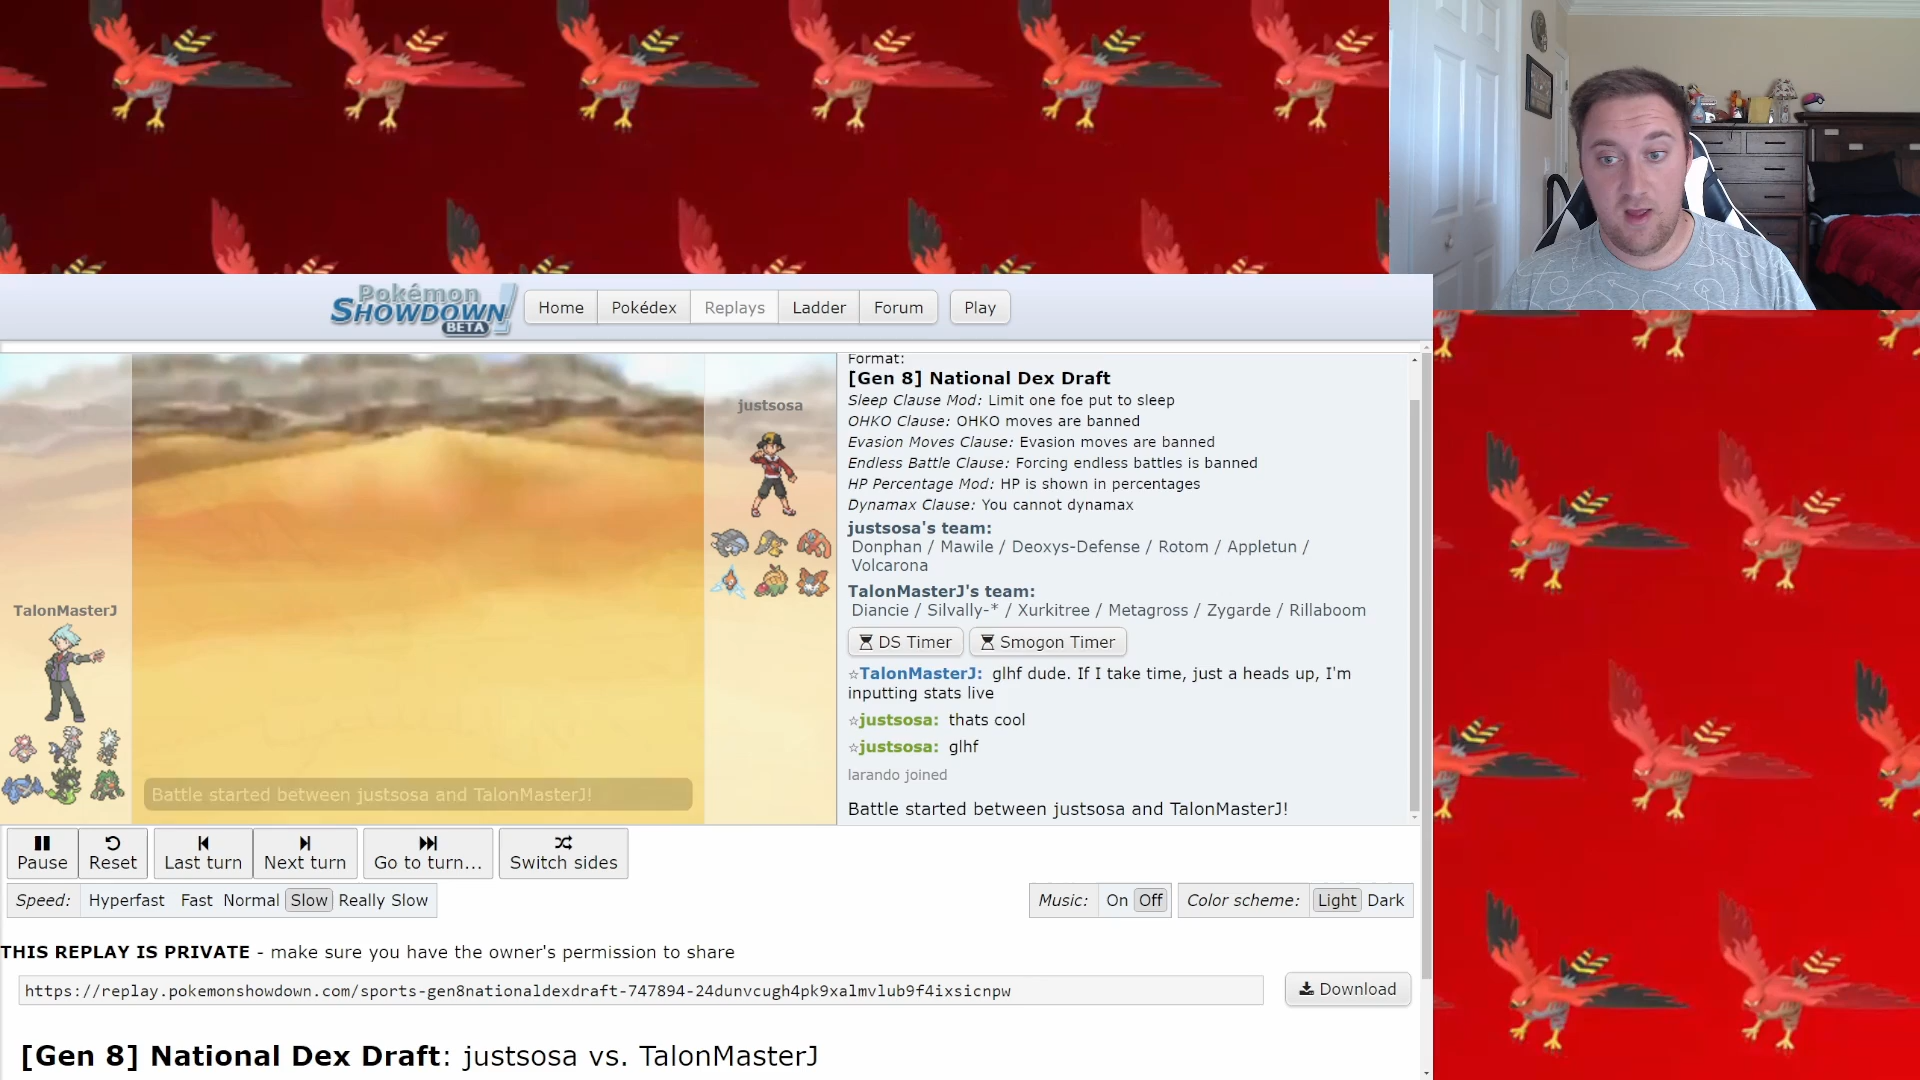 Pokémon
SHOWDOWN!
BETA
Home Pokédex Replays Ladder Forum Play
justsosa
TalonMasterJ
Battle started between justsosa and TalonMasterJ!
Format:
[Gen 8] National Dex Draft
Sleep Clause Mod: Limit one foe put to sleep
OHKO Clause: OHKO moves are banned
Evasion Moves Clause: Evasion moves are banned
Endless Battle Clause: Forcing endless battles is banned
HP Percentage Mod: HP is shown in percentages
Dynamax Clause: You cannot dynamax
justsosa's team:
Donphan / Mawile / Deoxys-Defense / Rotom / Appletun /
Volcarona
TalonMasterJ's team:
Diancie / Silvally-* / Xurkitree / Metagross / Zygarde / Rillaboom
DS Timer Smogon Timer
☆TalonMasterJ: glhf dude. If I take time, just a heads up, I'm
inputting stats live
☆justsosa: thats cool
☆justsosa: glhf
larando joined
Battle started between justsosa and TalonMasterJ!
Pause Reset Last turn Next turn Go to turn... Switch sides
Speed: Hyperfast Fast Normal Slow Really Slow
Music: On Off Color scheme: Light Dark
THIS REPLAY IS PRIVATE - make sure you have the owner's permission to share
https://replay.pokemonshowdown.com/sports-gen8nationaldexdraft-747894-24dunvcugh4pk9xalmvlub9f4ixsicnpw
Download
[Gen 8] National Dex Draft: justsosa vs. TalonMasterJ